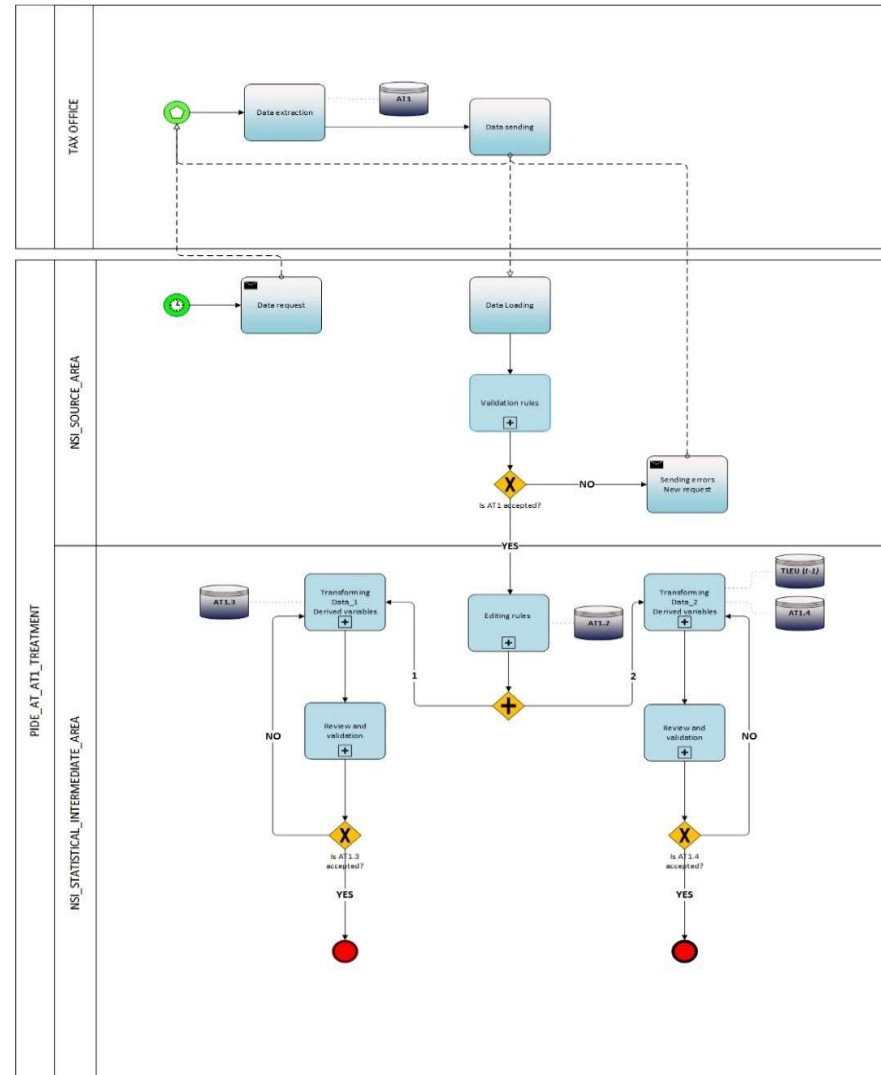 TAX OFFICE
Data extraction
AT1
Data sending
PIDE_AT_AT1_TREATMENT
NSI_SOURCE_AREA
Data request
Data Loading
Validation rules
Is AT1 accepted?
NO
Sending errors
New request
YES
NSI_STATISTICAL_INTERMEDIATE_AREA
AT1.3
Transforming
Data_1
Derived variables
Editing rules
AT1.2
Transforming
Data_2
Derived variables
TLEU (t-1)
AT1.4
1
2
Review and
validation
NO
Is AT1.3
accepted?
YES
Review and
validation
NO
Is AT1.4
accepted?
YES